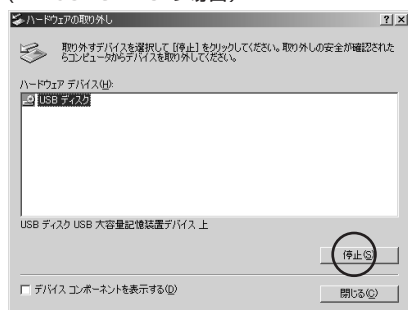 ハードウェアの取り外し
取り外すデバイスを選択して [停止] をクリックしてください。取り外しの安全が確認された
らコンピュータからデバイスを取り外してください。
ハードウェア デバイス(H):
USB ディスク
USB ディスク USB 大容量記憶装置デバイス 上
停止(S)
デバイス コンポーネントを表示する(D)
閉じる(C)